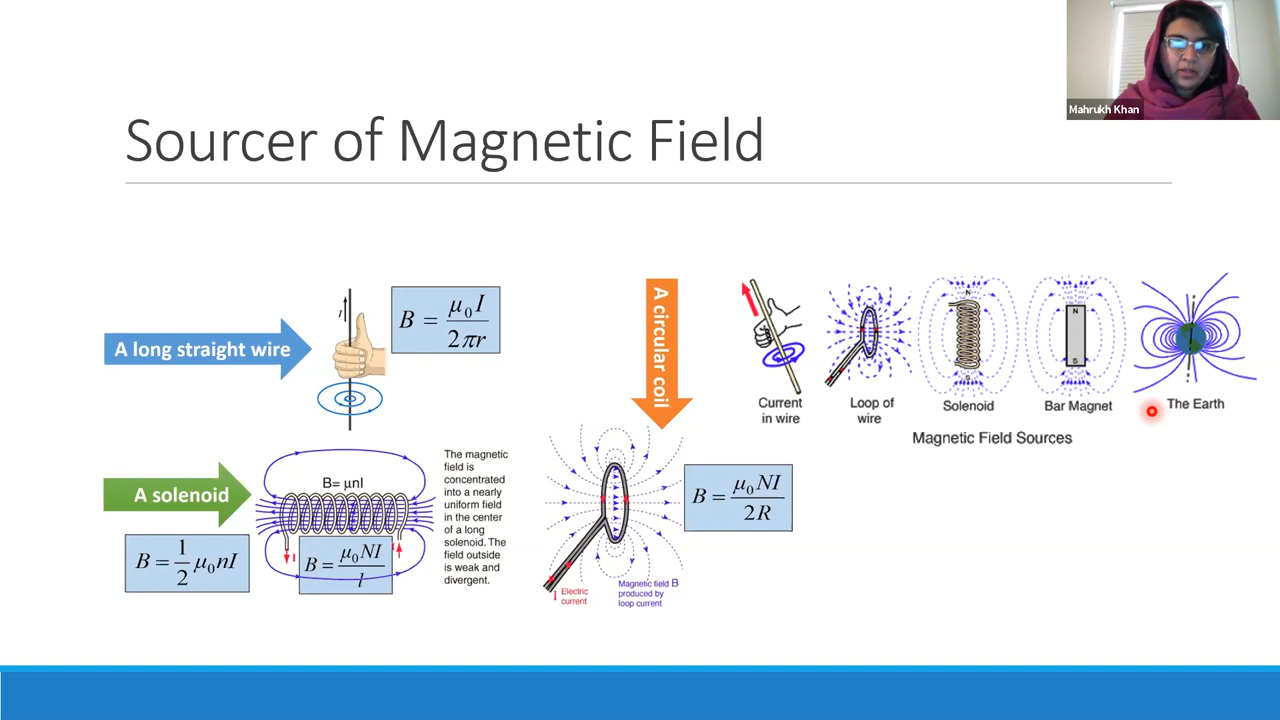 Mahrukh Khan
Sourcer of Magnetic Field
A long straight wire
I
B = μ₀I / 2πr
A circular coil
Current
in wire
Loop of
wire
N
S
Solenoid
N
S
Bar Magnet
The Earth
Magnetic Field Sources
A solenoid
B = 1/2 μ₀nI
B= μnI
I
I
B = μ₀NI / l
The magnetic
field is
concentrated
into a nearly
uniform field
in the center
of a long
solenoid. The
field outside
is weak and
divergent.
B = μ₀NI / 2R
I Electric
current
Magnetic field B
produced by
loop current